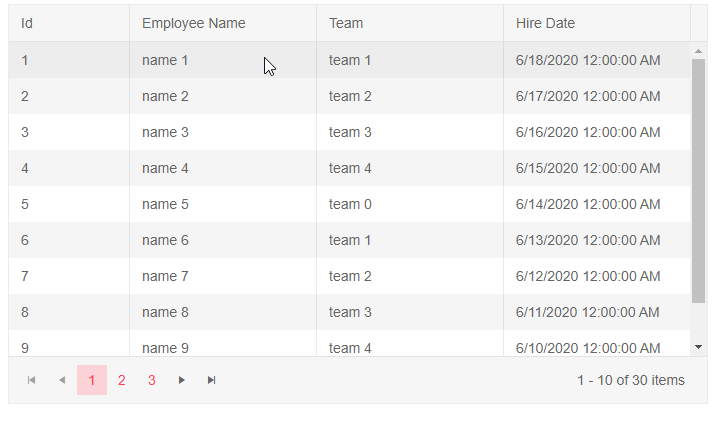 Id Employee Name Team Hire Date
1 name 1 team 1 6/18/2020 12:00:00 AM
2 name 2 team 2 6/17/2020 12:00:00 AM
3 name 3 team 3 6/16/2020 12:00:00 AM
4 name 4 team 4 6/15/2020 12:00:00 AM
5 name 5 team 0 6/14/2020 12:00:00 AM
6 name 6 team 1 6/13/2020 12:00:00 AM
7 name 7 team 2 6/12/2020 12:00:00 AM
8 name 8 team 3 6/11/2020 12:00:00 AM
9 name 9 team 4 6/10/2020 12:00:00 AM
1 2 3 1 - 10 of 30 items